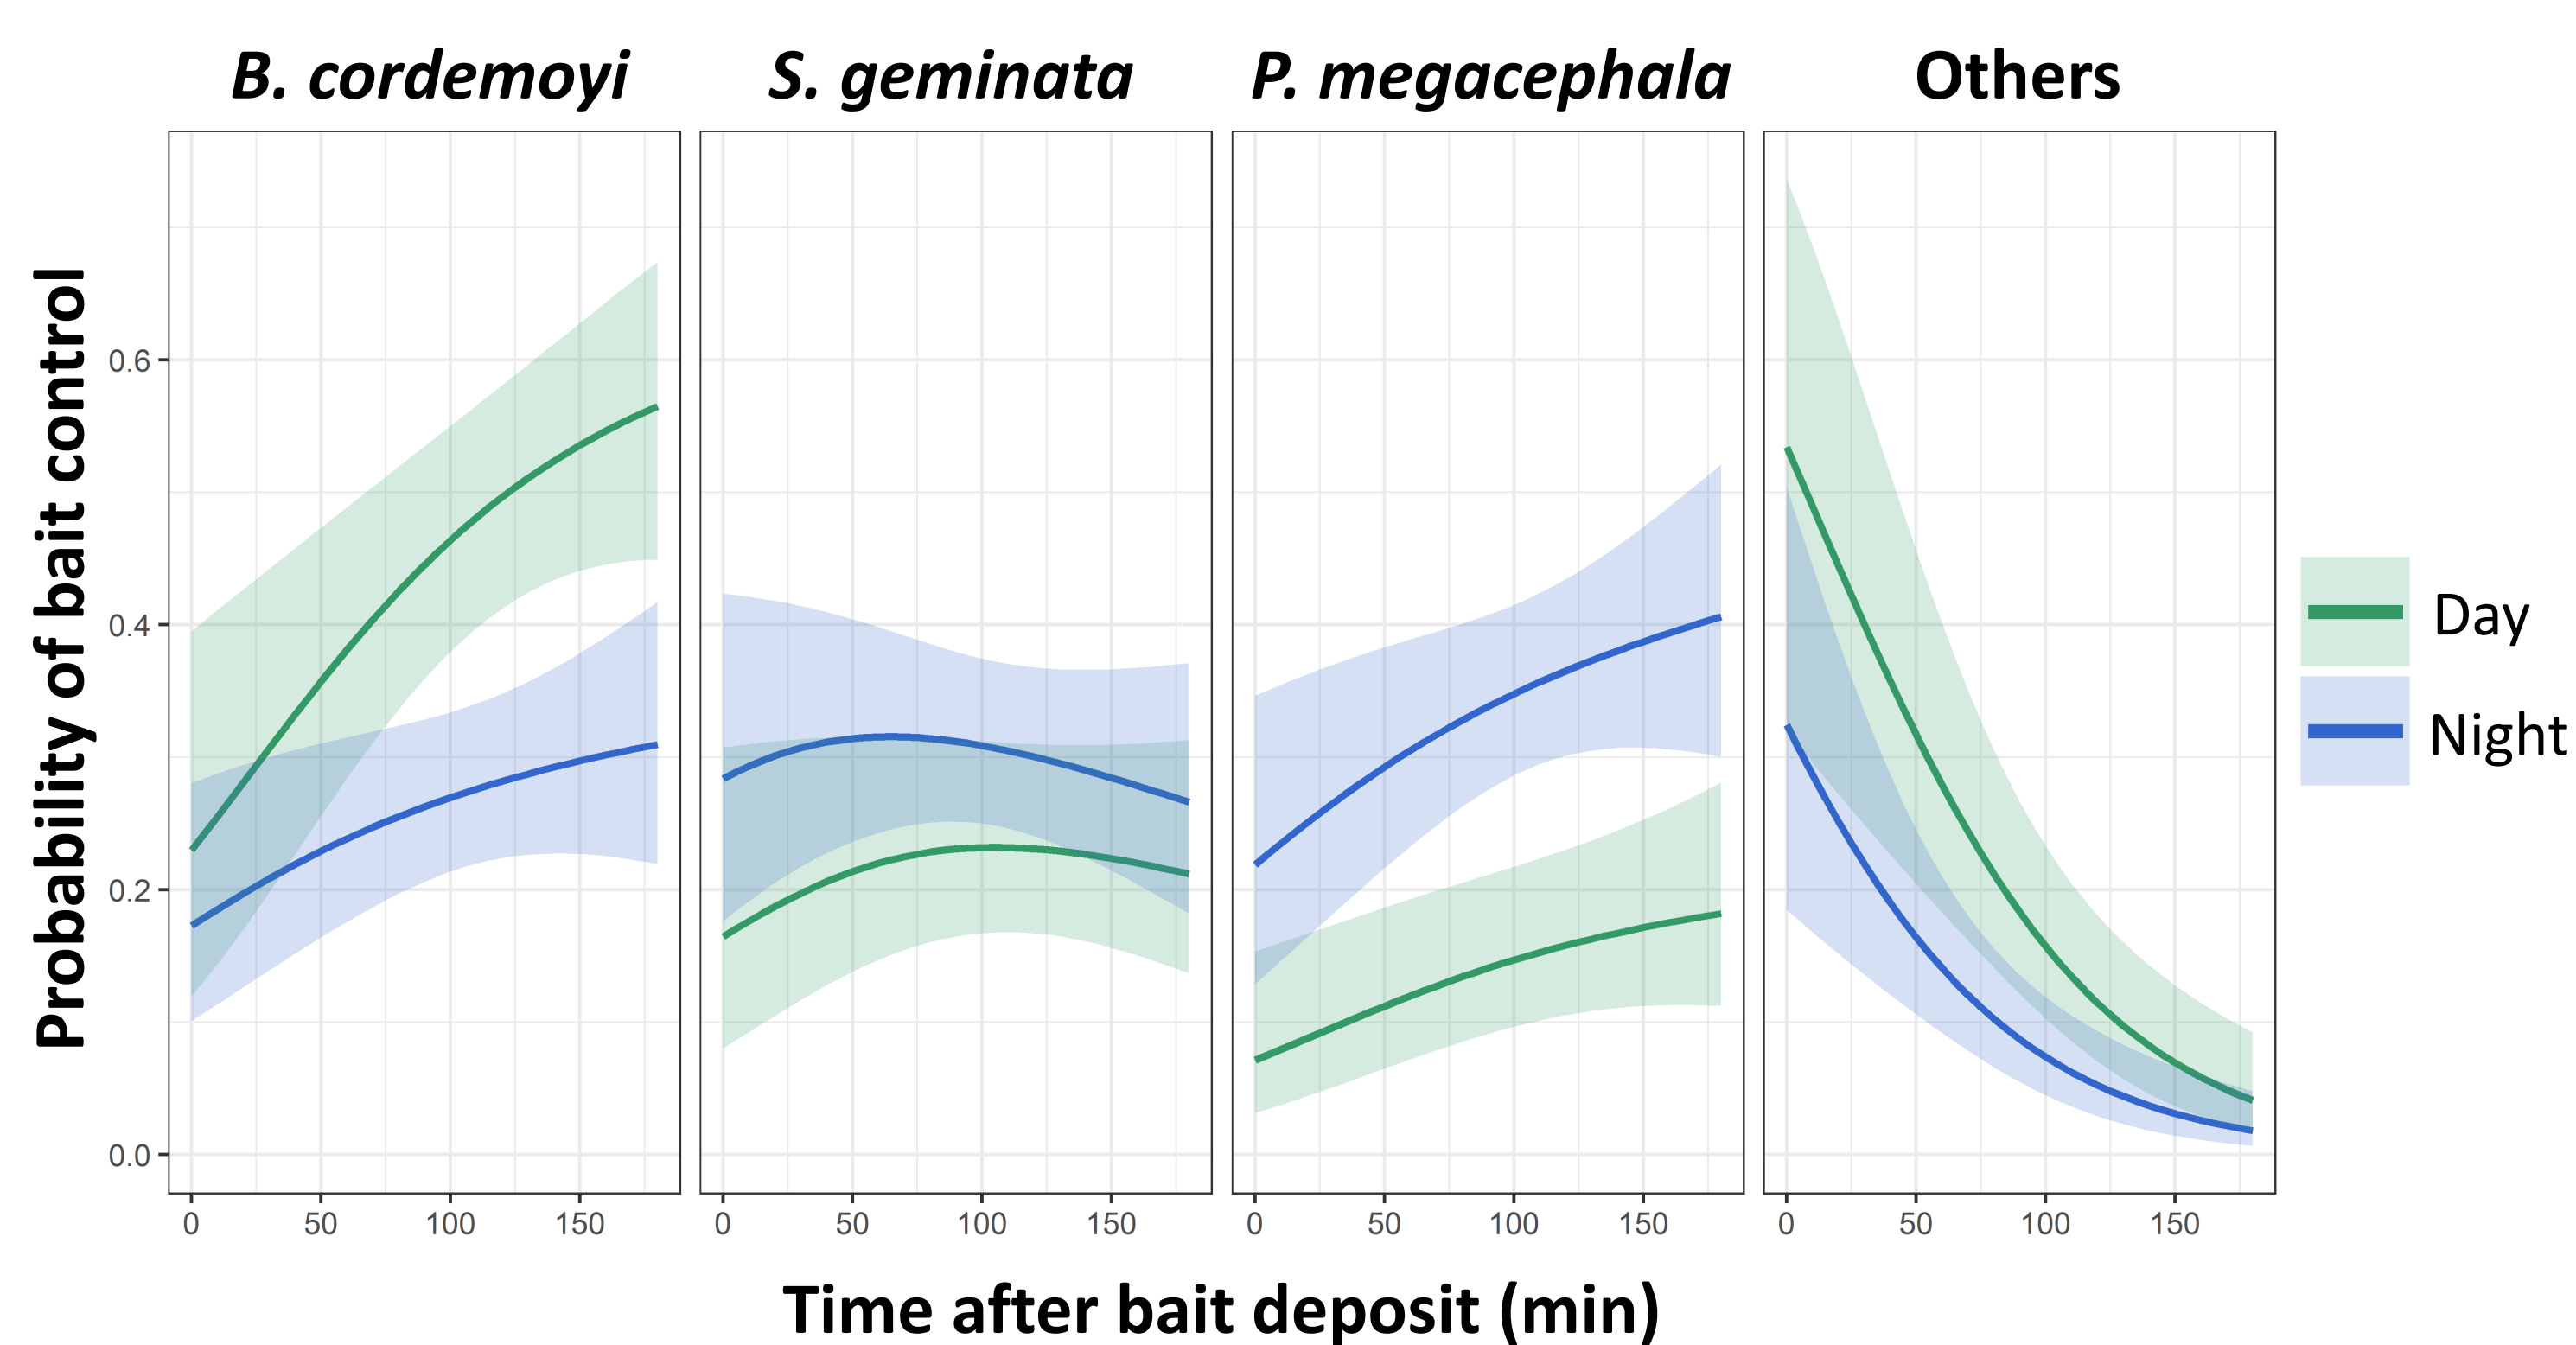 B. cordemoyi
S. geminata
P. megacephala
Others
Probability of bait control
0.6
0.4
0.2
0.0
0 50 100 150
0 50 100 150
0 50 100 150
0 50 100 150
Time after bait deposit (min)
Day
Night